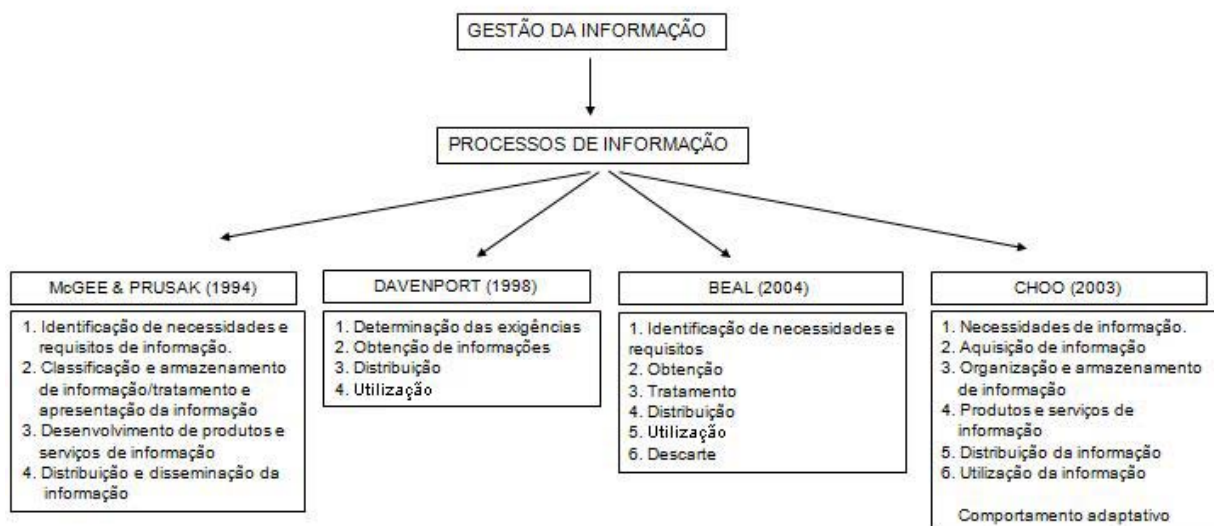 GESTÃO DA INFORMAÇÃO
PROCESSOS DE INFORMAÇÃO
McGEE & PRUSAK (1994)
1. Identificação de necessidades e
requisitos de informação.
2. Classificação e armazenamento
de informação/tratamento e
apresentação da informação
3. Desenvolvimento de produtos e
serviços de informação
4. Distribuição e disseminação da
informação
DAVENPORT (1998)
1. Determinação das exigências
2. Obtenção de informações
3. Distribuição
4. Utilização
BEAL (2004)
1. Identificação de necessidades e
requisitos
2. Obtenção
3. Tratamento
4. Distribuição
5. Utilização
6. Descarte
CHOO (2003)
1. Necessidades de informação.
2. Aquisição de informação
3. Organização e armazenamento
de informação
4. Produtos e serviços de
informação
5. Distribuição da informação
6. Utilização da informação
Comportamento adaptativo